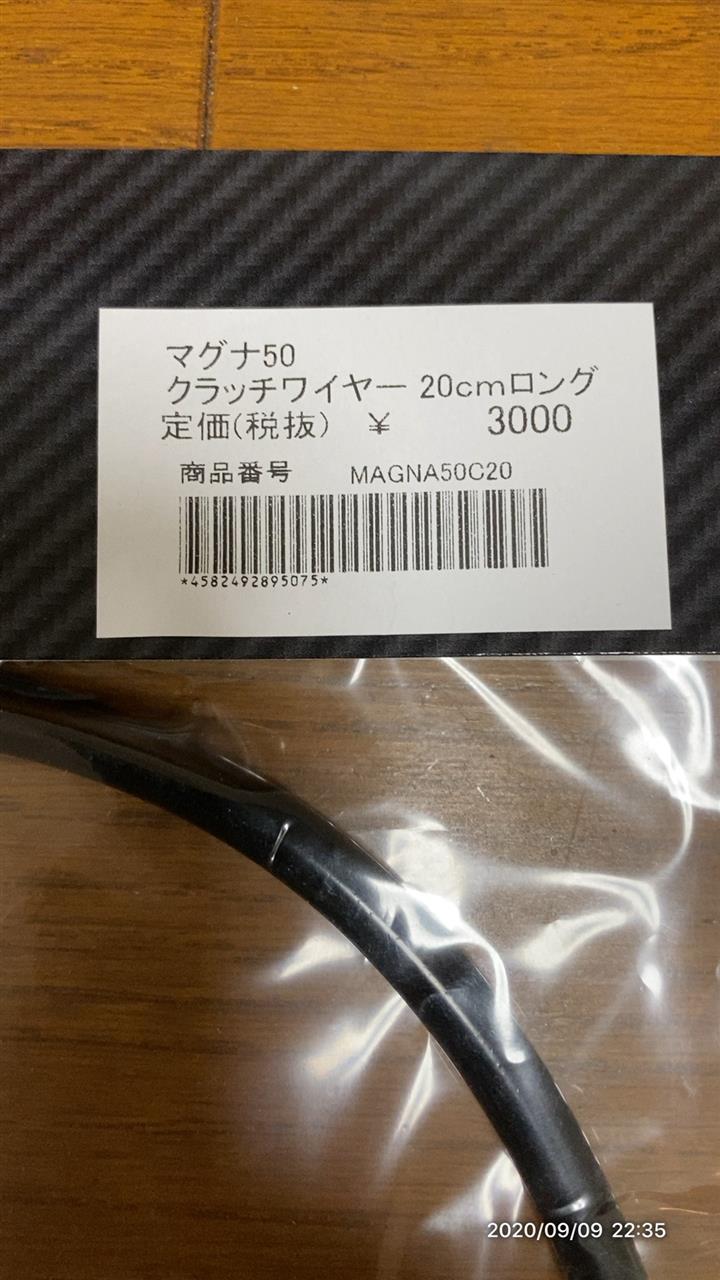 マグナ50
クラッチワイヤー 20cmロング
定価(税抜) ¥ 3000
商品番号 MAGNA50C20
*4582492895075*
2020/09/09 22:35